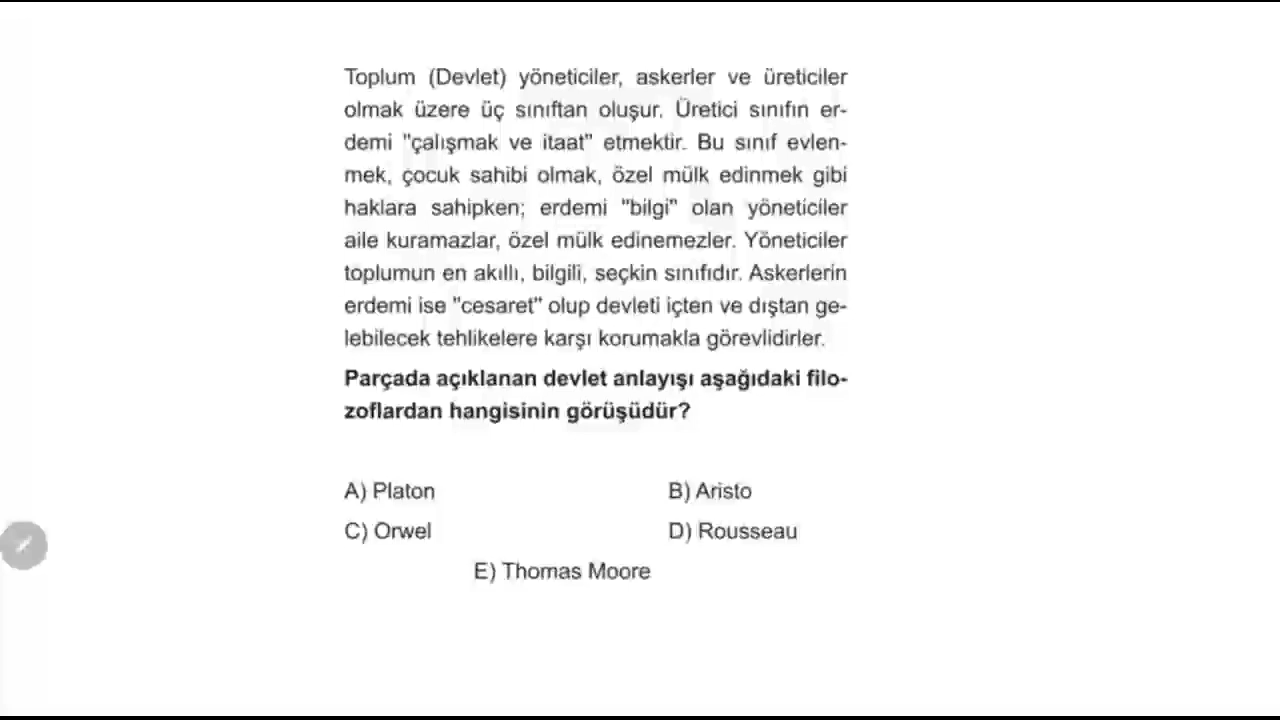 Toplum (Devlet) yöneticiler, askerler ve üreticiler
olmak üzere üç sınıftan oluşur. Üretici sınıfın er-
demi "çalışmak ve itaat" etmektir. Bu sınıf evlen-
mek, çocuk sahibi olmak, özel mülk edinmek gibi
haklara sahipken; erdemi "bilgi" olan yöneticiler
aile kuramazlar, özel mülk edinemezler. Yöneticiler
toplumun en akıllı, bilgili, seçkin sınıfıdır. Askerlerin
erdemi ise "cesaret" olup devleti içten ve dıştan ge-
lebilecek tehlikelere karşı korumakla görevlidirler.
Parçada açıklanan devlet anlayışı aşağıdaki filo-
zoflardan hangisinin görüşüdür?
A) Platon
B) Aristo
C) Orwel
D) Rousseau
E) Thomas Moore